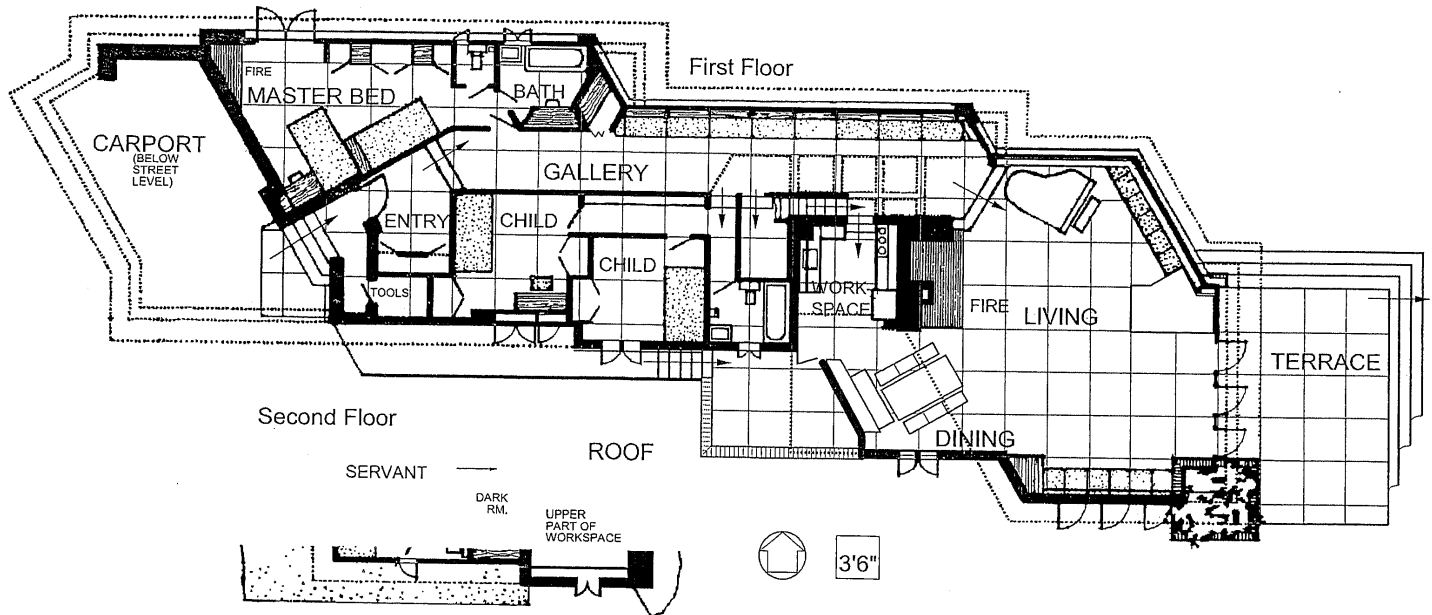 First Floor
FIRE
MASTER BED
BATH
CARPORT
(BELOW
STREET
LEVEL)
GALLERY
ENTRY
CHILD
CHILD
TOOLS
WORK-
SPACE
FIRE
LIVING
TERRACE
DINING
Second Floor
ROOF
SERVANT
DARK
RM.
UPPER
PART OF
WORKSPACE
3'6"